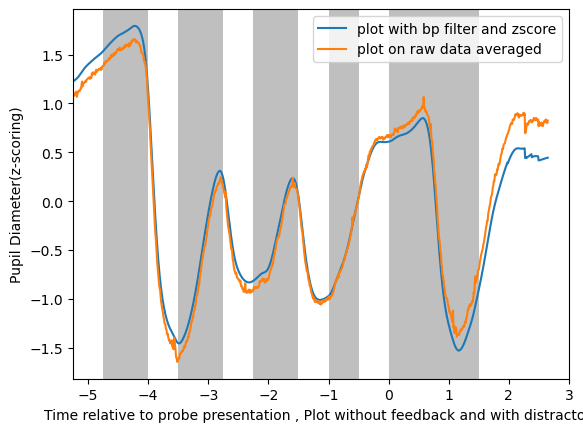 plot with bp filter and zscore
plot on raw data averaged
Pupil Diameter(z-scoring)
1.5
1.0
0.5
0.0
−0.5
−1.0
−1.5
−5 −4 −3 −2 −1 0 1 2 3
Time relative to probe presentation , Plot without feedback and with distracto